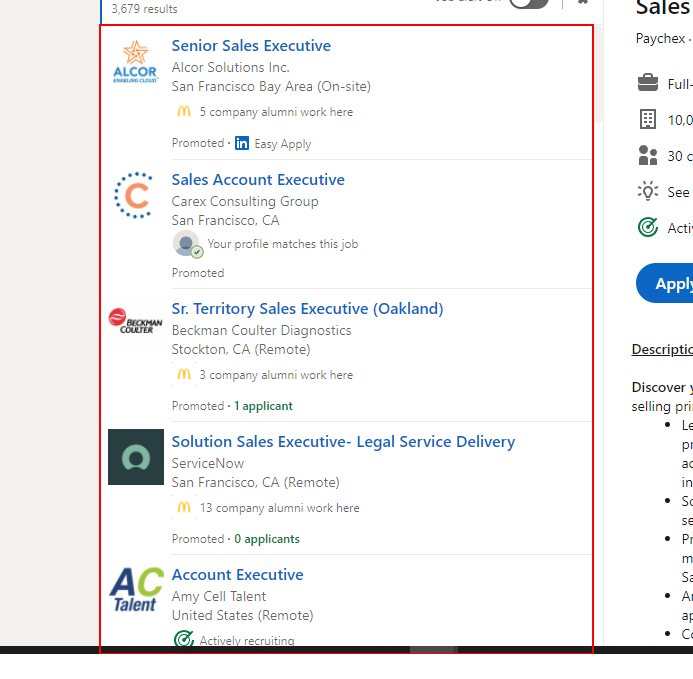 3,679 results
Senior Sales Executive
Alcor Solutions Inc.
San Francisco Bay Area (On-site)
5 company alumni work here
Promoted · Easy Apply
ALCOR
ENABLING CLOUD
Sales Account Executive
Carex Consulting Group
San Francisco, CA
Your profile matches this job
Promoted
C
Sr. Territory Sales Executive (Oakland)
Beckman Coulter Diagnostics
Stockton, CA (Remote)
3 company alumni work here
Promoted · 1 applicant
BECKMAN
COULTER
Solution Sales Executive- Legal Service Delivery
ServiceNow
San Francisco, CA (Remote)
13 company alumni work here
Promoted · 0 applicants
Account Executive
Amy Cell Talent
United States (Remote)
Actively recruiting
AC
Talent
Sales
Paychex ·
Full-
10,0
30 c
See
Activ
Apply
Descriptio
Discover y
selling pri
Le
pr
ac
in
So
se
Pr
m
Sa
ap
Co